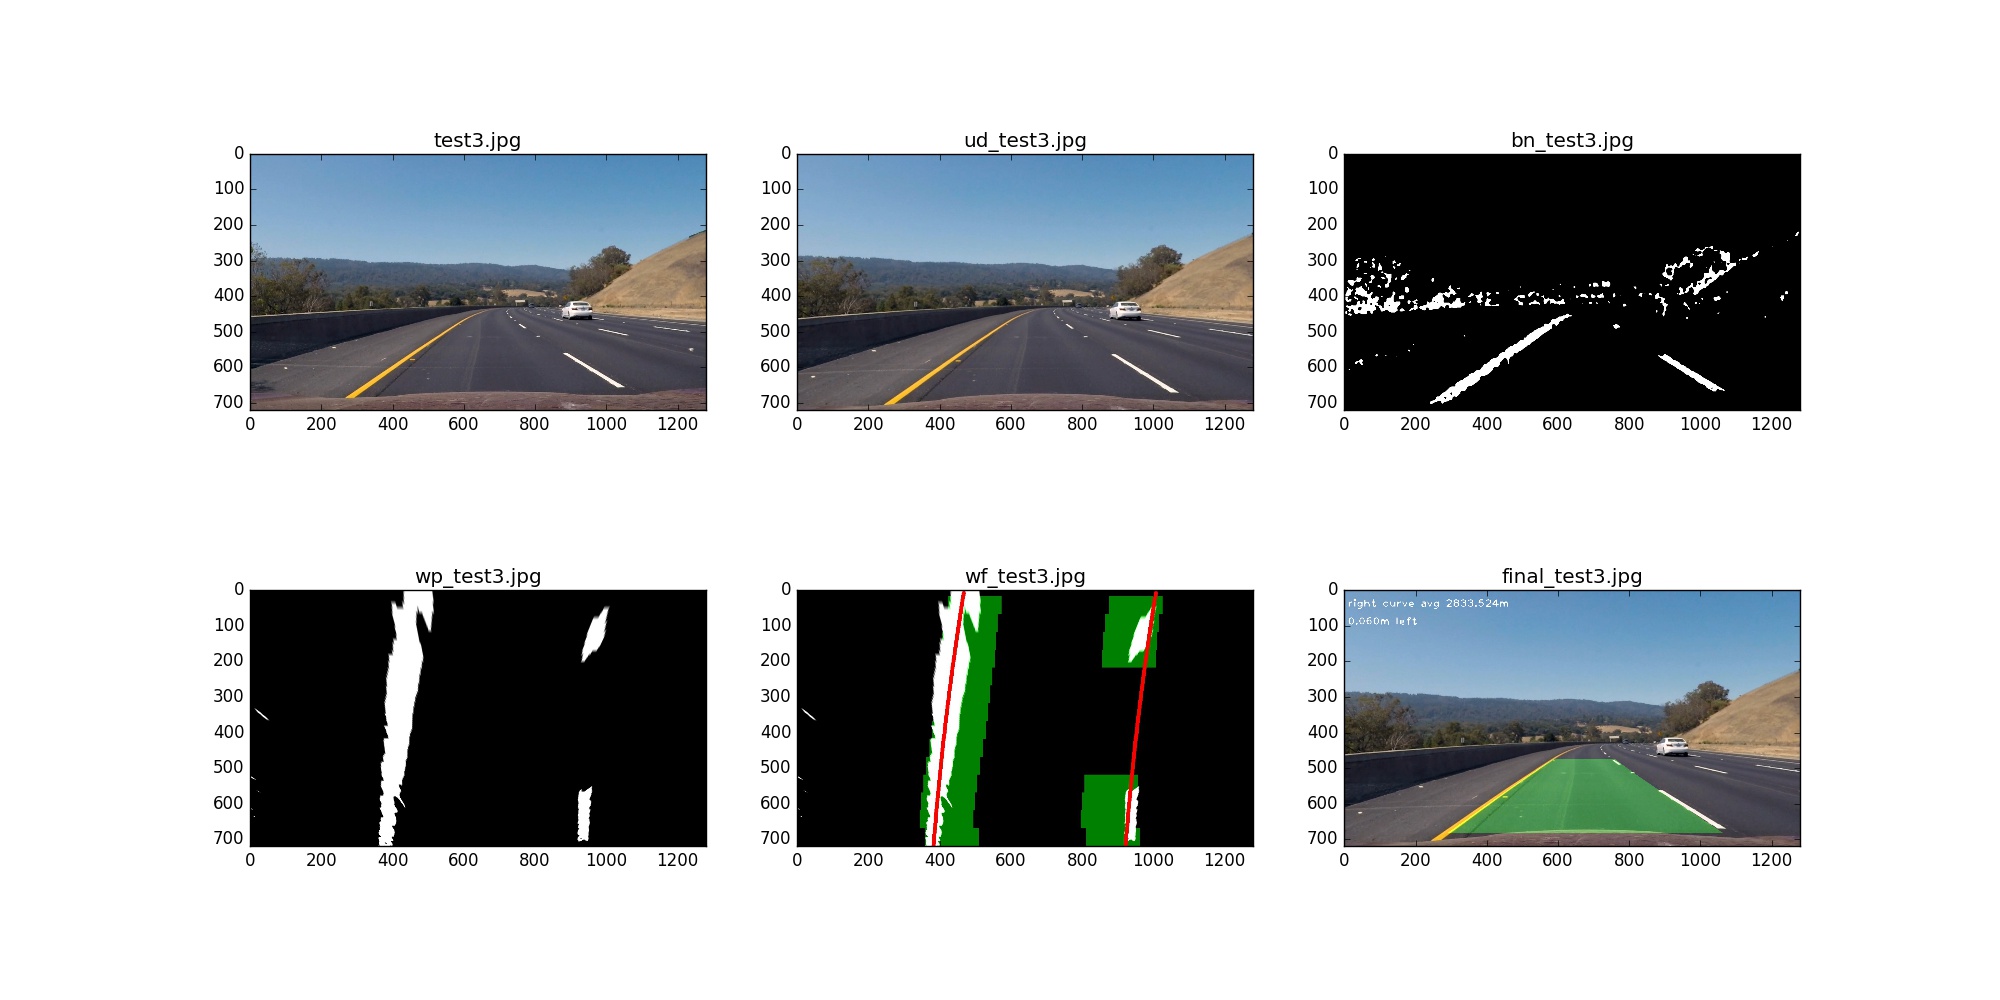 test3.jpg ud_test3.jpg bn_test3.jpg
0 0 0
100 100 100
200 200 200
300 300 300
400 400 400
500 500 500
600 600 600
700 700 700
0 200 400 600 800 1000 1200 0 200 400 600 800 1000 1200 0 200 400 600 800 1000 1200
wp_test3.jpg wf_test3.jpg final_test3.jpg
0 0 0
right curve avg 2833.524m
100 100 100
0.060m left
200 200 200
300 300 300
400 400 400
500 500 500
600 600 600
700 700 700
0 200 400 600 800 1000 1200 0 200 400 600 800 1000 1200 0 200 400 600 800 1000 1200